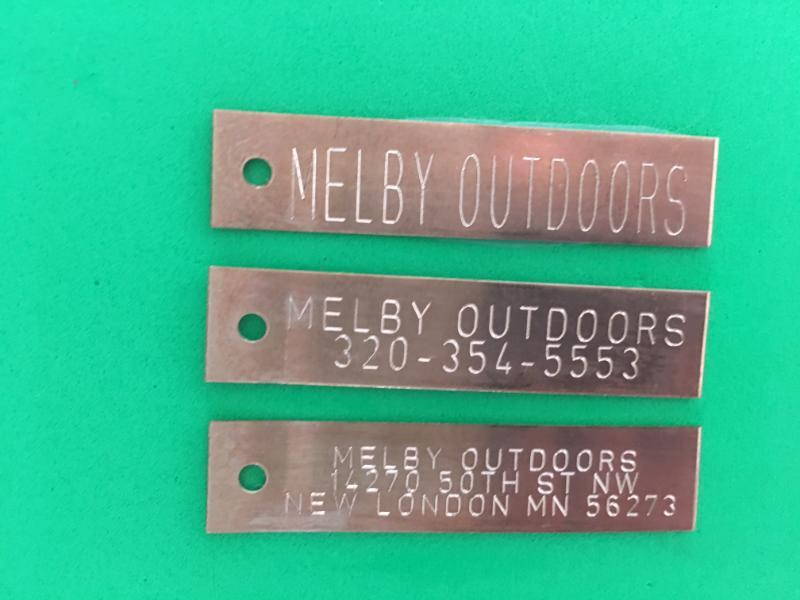 MELBY OUTDOORS
MELBY OUTDOORS
320-354-5553
MELBY OUTDOORS
14270 50TH ST NW
NEW LONDON MN 56273